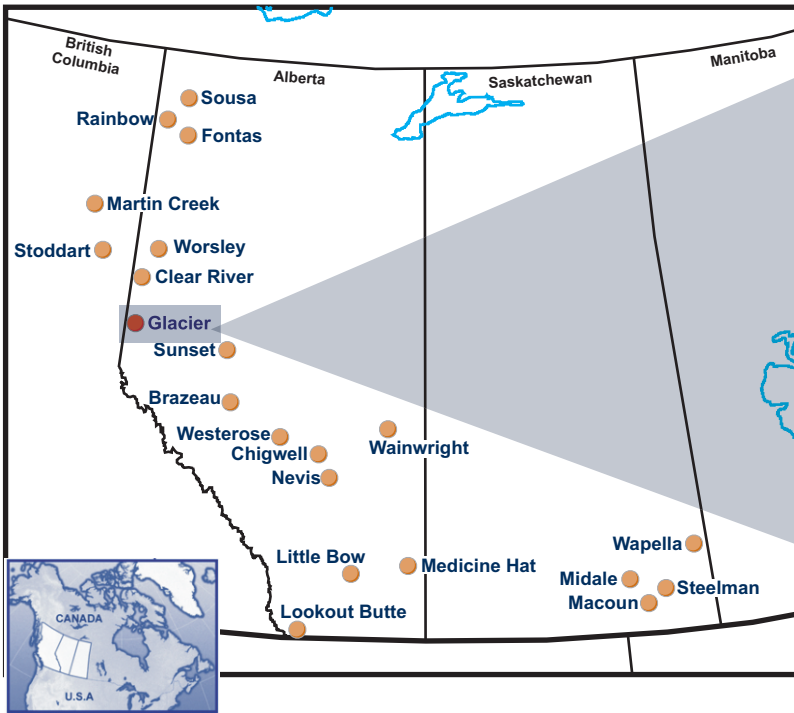 British
Columbia
Alberta
Saskatchewan
Manitoba
Sousa
Rainbow
Fontas
Martin Creek
Stoddart
Worsley
Clear River
Glacier
Sunset
Brazeau
Westerose
Wainwright
Chigwell
Nevis
Wapella
Little Bow
Medicine Hat
Midale
Steelman
Macoun
Lookout Butte
CANADA
U.S.A